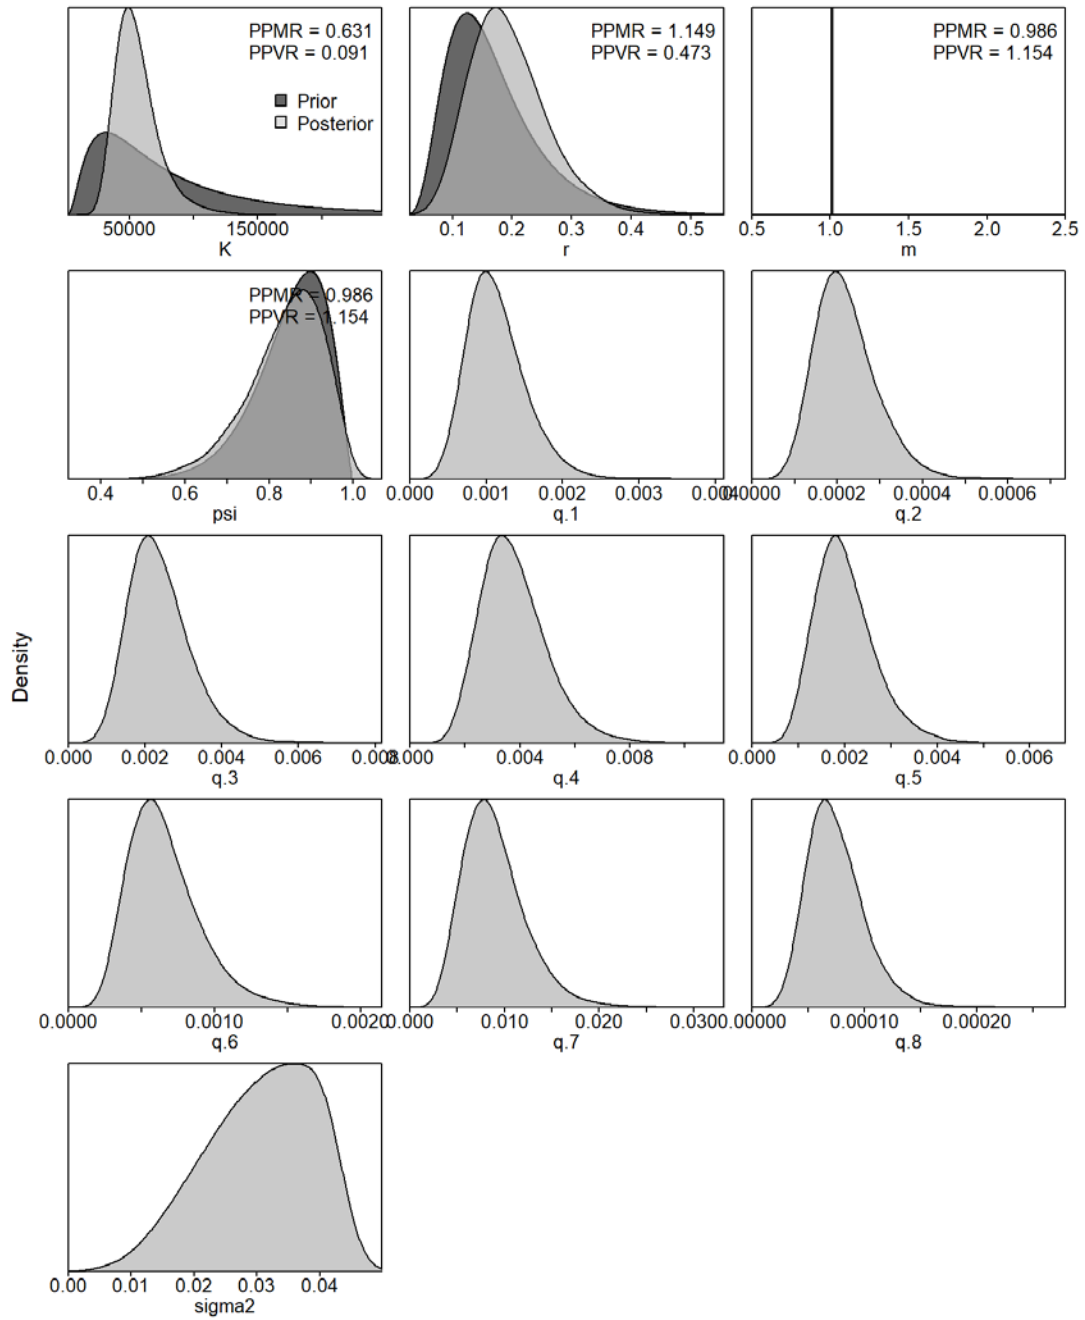 PPMR = 0.631
PPVR = 0.091
Prior
Posterior
50000 150000
K
PPMR = 1.149
PPVR = 0.473
0.1 0.2 0.3 0.4 0.5
r
PPMR = 0.986
PPVR = 1.154
0.5 1.0 1.5 2.0 2.5
m
PPMR = 0.986
PPVR = 1.154
0.4 0.6 0.8 1.0
psi
0.000 0.001 0.002 0.003
q.1
0.0002 0.0004 0.0006
q.2
Density
0.000 0.002 0.004 0.006 0.008
q.3
0.004 0.008
q.4
0.000 0.002 0.004 0.006
q.5
0.0000 0.0010 0.0020
q.6
0.000 0.010 0.020 0.030
q.7
0.00000 0.00010 0.00020
q.8
0.00 0.01 0.02 0.03 0.04
sigma2